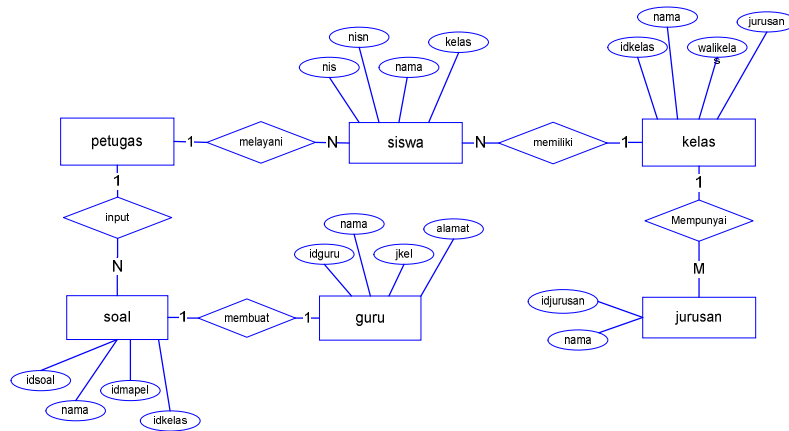 nama
jurusan
nisn
kelas
idkelas
walikela
s
nis
nama
petugas
1
melayani
N
siswa
N
memiliki
1
kelas
1
1
input
Mempunyai
nama
alamat
idguru
jkel
N
M
idjurusan
soal
1
membuat
1
guru
jurusan
nama
idsoal
idmapel
nama
idkelas